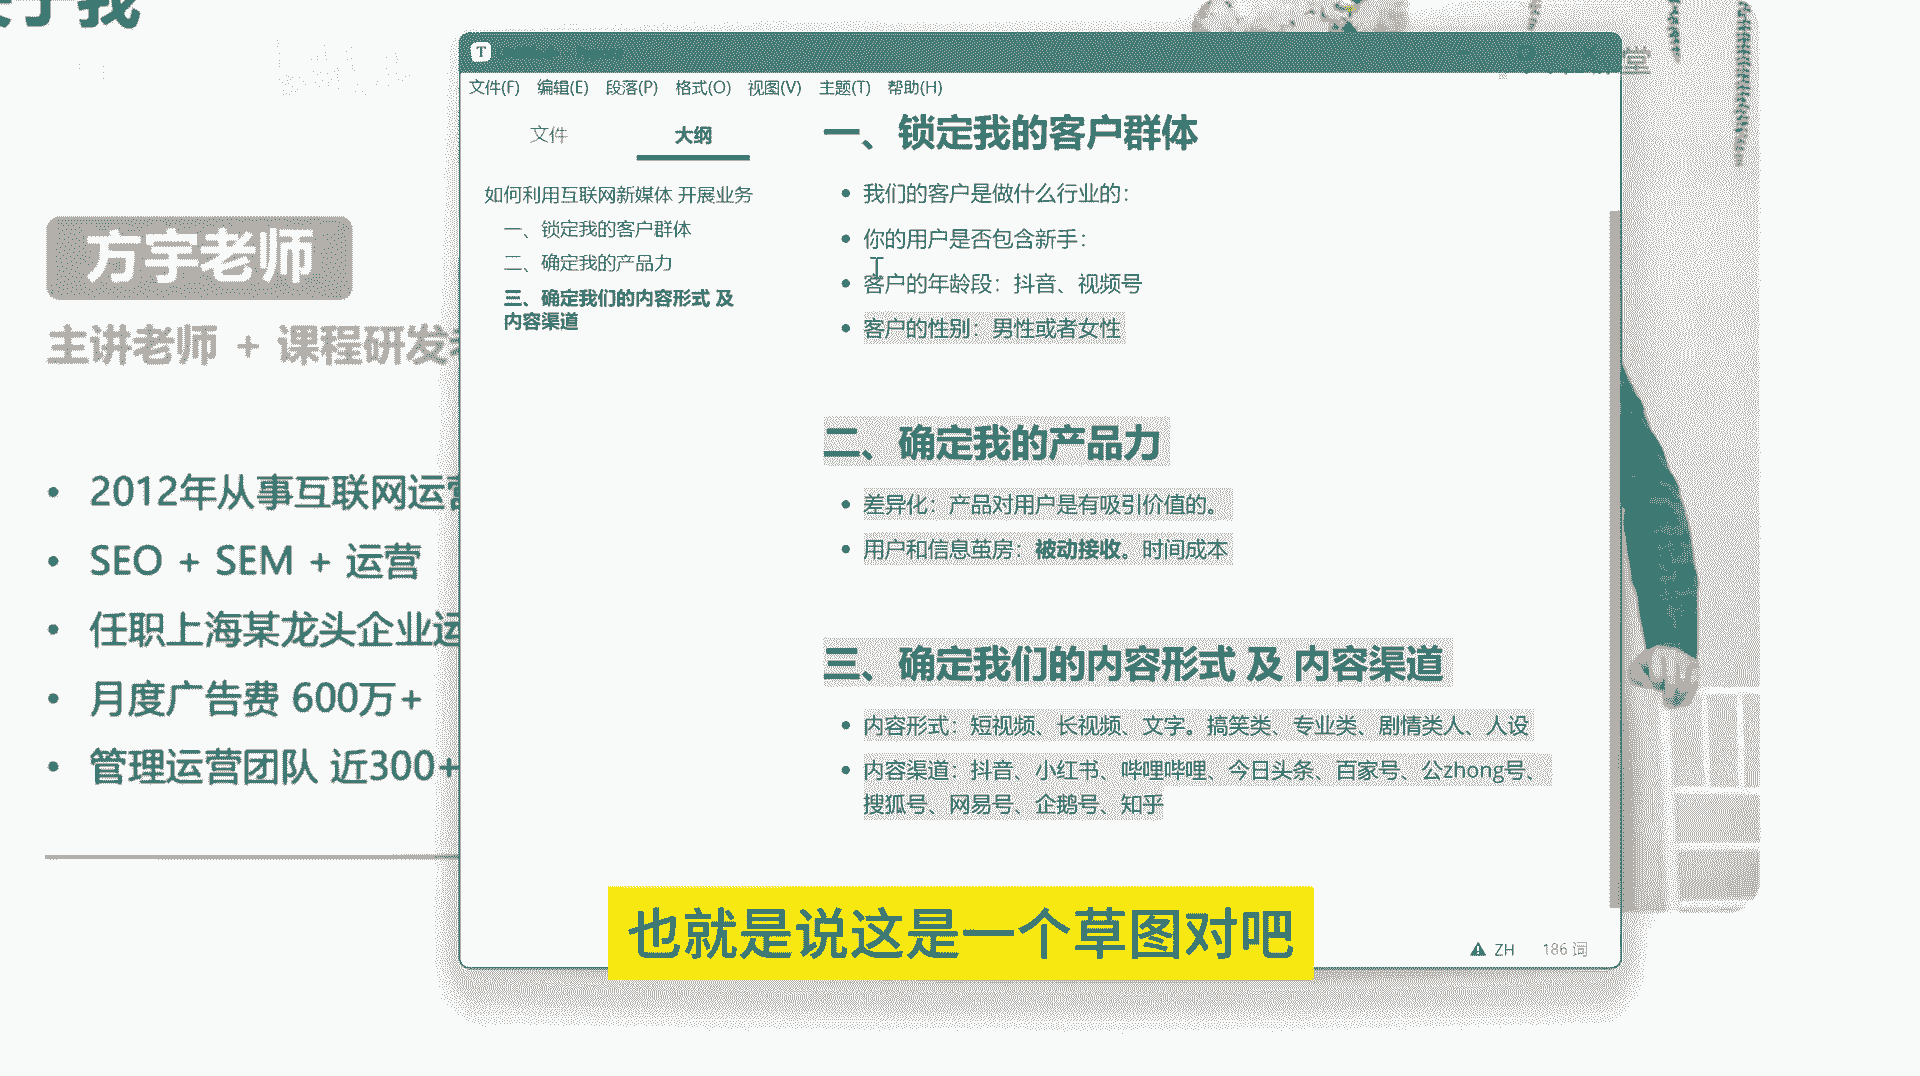 于我
堂
T
文件(F) 编辑(E) 段落(P) 格式(O) 视图(V) 主题(T) 帮助(H)
文件 大纲
如何利用互联网新媒体 开展业务
一、锁定我的客户群体
二、确定我的产品力
三、确定我们的内容形式 及
内容渠道
一、锁定我的客户群体
我们的客户是做什么行业的：
你的用户是否包含新手：
客户的年龄段：抖音、视频号
客户的性别：男性或者女性
二、确定我的产品力
差异化：产品对用户是有吸引价值的。
用户和信息茧房：被动接收。时间成本
三、确定我们的内容形式 及 内容渠道
内容形式：短视频、长视频、文字。搞笑类、专业类、剧情类人、人设
内容渠道：抖音、小红书、哔哩哔哩、今日头条、百家号、公zhong号、
搜狐号、网易号、企鹅号、知乎
ZH 186 词
方宇老师
主讲老师 + 课程研发
• 2012年从事互联网运营
• SEO + SEM + 运营
• 任职上海某龙头企业运
• 月度广告费 600万+
• 管理运营团队 近300+
也就是说这是一个草图对吧